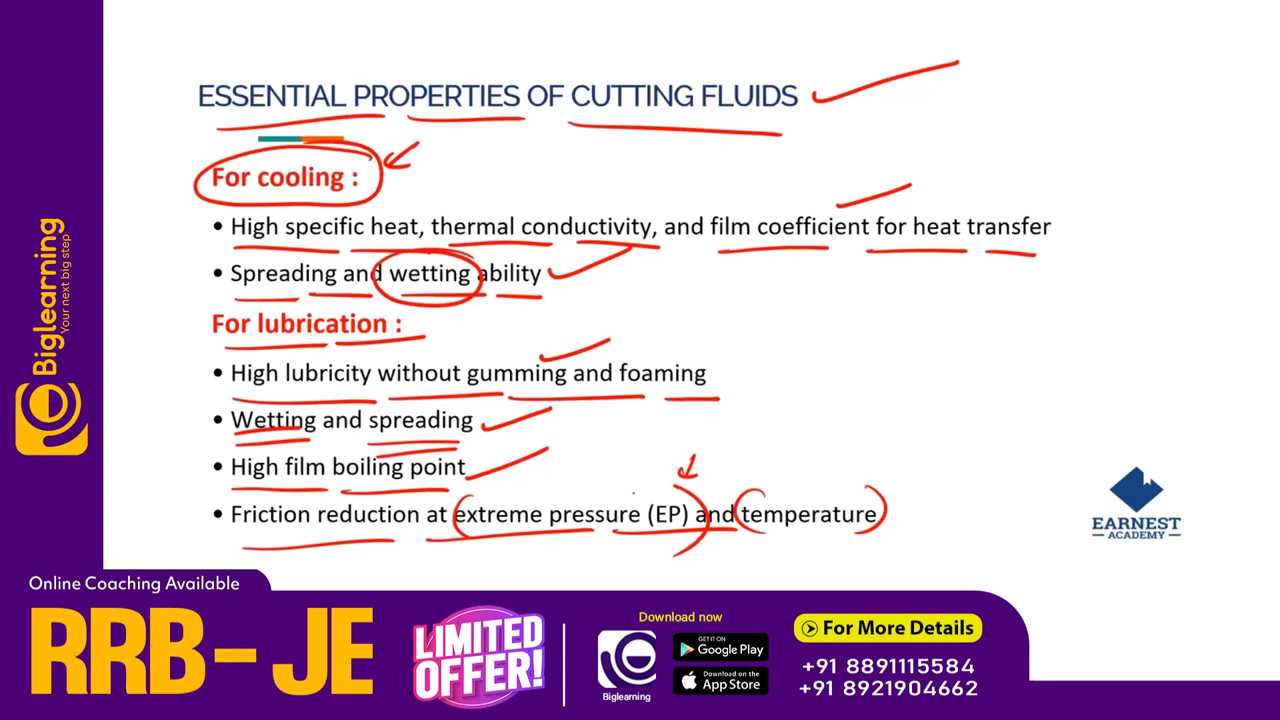 ESSENTIAL PROPERTIES OF CUTTING FLUIDS
For cooling :
• High specific heat, thermal conductivity, and film coefficient for heat transfer
• Spreading and wetting ability
For lubrication :
• High lubricity without gumming and foaming
• Wetting and spreading
• High film boiling point
• Friction reduction at extreme pressure (EP) and temperature
Biglearning
Your next big step
EARNEST
ACADEMY
Online Coaching Available
RRB-JE
LIMITED
OFFER!
Download now
Biglearning
GET IT ON
Google Play
Download on the
App Store
For More Details
+91 8891115584
+91 8921904662